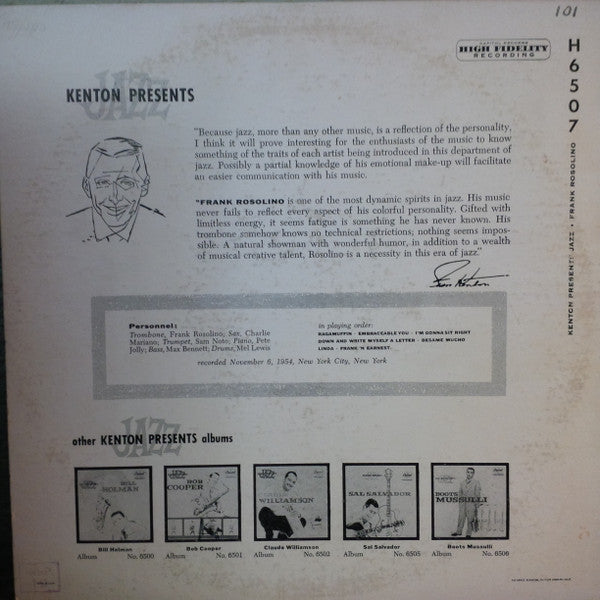 101
CAPITOL RECORDS
HIGH FIDELITY
RECORDING
H6507
KENTON PRESENTS JAZZ • FRANK ROSOLINO
JAZZ
KENTON PRESENTS
"Because jazz, more than any other music, is a reflection of the personality,
I think it will prove interesting for the enthusiasts of the music to know
something of the traits of each artist being introduced in this department of
jazz. Possibly a partial knowledge of his emotional make-up will facilitate
an easier communication with his music.
"FRANK ROSOLINO is one of the most dynamic spirits in jazz. His music
never fails to reflect every aspect of his colorful personality. Gifted with
limitless energy, it seems fatigue is something he has never known. His
trombone somehow knows no technical restrictions; nothing seems impos-
sible. A natural showman with wonderful humor, in addition to a wealth
of musical creative talent, Rosolino is a necessity in this era of jazz."
Stan Kenton
Personnel:
Trombone, Frank Rosolino; Sax, Charlie
Mariano; Trumpet, Sam Noto; Piano, Pete
Jolly; Bass, Max Bennett; Drums, Mel Lewis
in playing order:
RAGAMUFFIN · EMBRACEABLE YOU · I'M GONNA SIT RIGHT
DOWN AND WRITE MYSELF A LETTER · BESAME MUCHO
LINDA · FRANK 'N EARNEST
recorded November 6, 1954, New York City, New York
JAZZ
other KENTON PRESENTS albums
BILL
HOLMAN
BOB
COOPER
WILLIAMSON
SAL SALVADOR
BOOTS
MUSSULLI
Bill Holman
Album No. 6500
Bob Cooper
Album No. 6501
Claude Williamson
Album No. 6502
Sal Salvador
Album No. 6505
Boots Mussulli
Album No. 6506